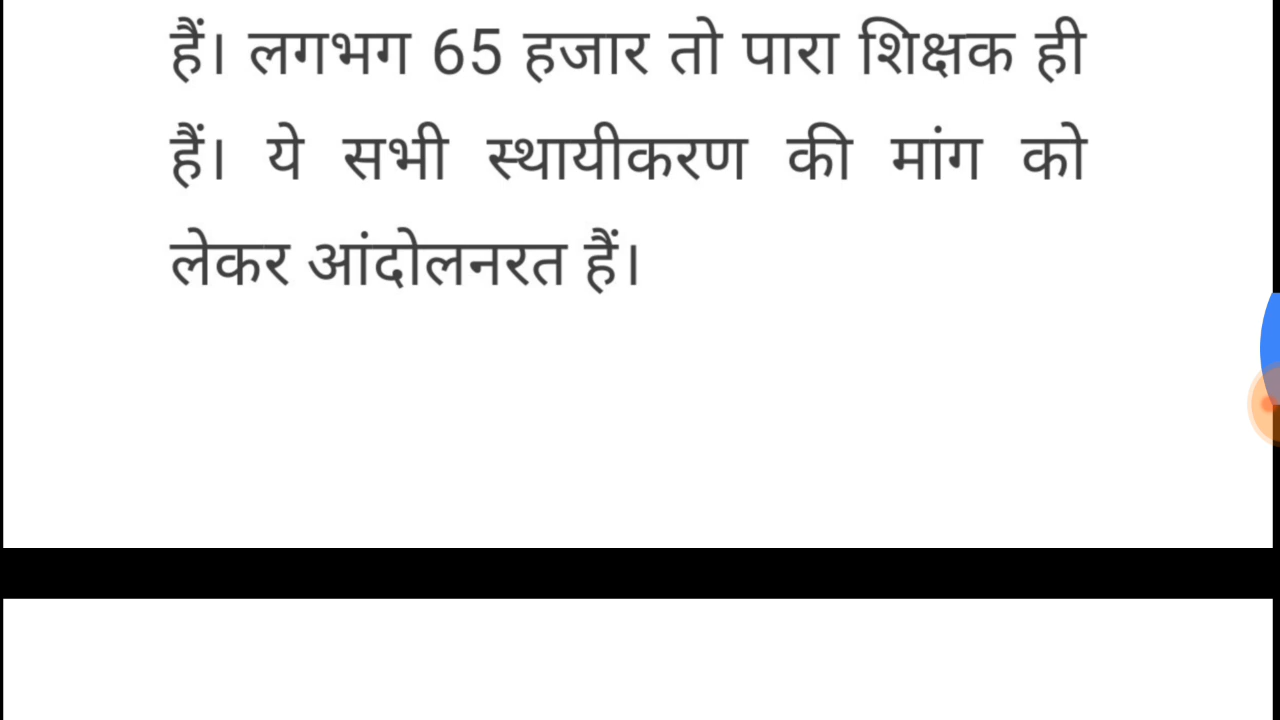 हैं। लगभग 65 हजार तो पारा शिक्षक ही
हैं। ये सभी स्थायीकरण की मांग को
लेकर आंदोलनरत हैं।